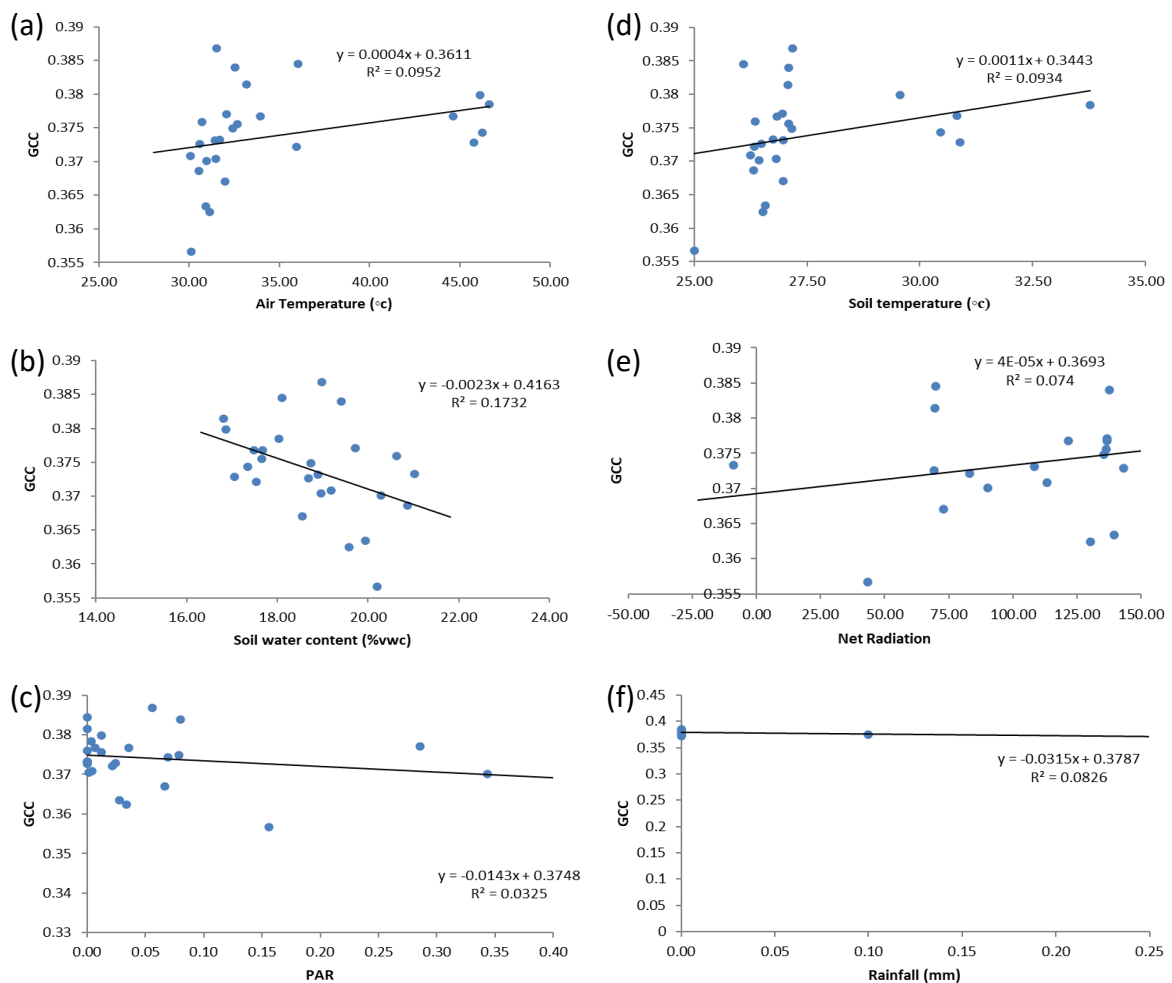 (a)
0.39
0.385
0.38
0.375
0.37
0.365
0.36
0.355
GCC
y = 0.0004x + 0.3611
R² = 0.0952
25.00 30.00 35.00 40.00 45.00 50.00
Air Temperature (°c)
(d)
0.39
0.385
0.38
0.375
0.37
0.365
0.36
0.355
GCC
y = 0.0011x + 0.3443
R² = 0.0934
25.00 27.50 30.00 32.50 35.00
Soil temperature (°c)
(b)
0.39
0.385
0.38
0.375
0.37
0.365
0.36
0.355
GCC
y = -0.0023x + 0.4163
R² = 0.1732
14.00 16.00 18.00 20.00 22.00 24.00
Soil water content (%vwc)
(e)
0.39
0.385
0.38
0.375
0.37
0.365
0.36
0.355
GCC
y = 4E-05x + 0.3693
R² = 0.074
-50.00 -25.00 0.00 25.00 50.00 75.00 100.00 125.00 150.00
Net Radiation
(c)
0.39
0.38
0.37
0.36
0.35
0.34
0.33
GCC
y = -0.0143x + 0.3748
R² = 0.0325
0.00 0.05 0.10 0.15 0.20 0.25 0.30 0.35 0.40
PAR
(f)
0.45
0.4
0.35
0.3
0.25
0.2
0.15
0.1
0.05
0
GCC
y = -0.0315x + 0.3787
R² = 0.0826
0.00 0.05 0.10 0.15 0.20 0.25
Rainfall (mm)